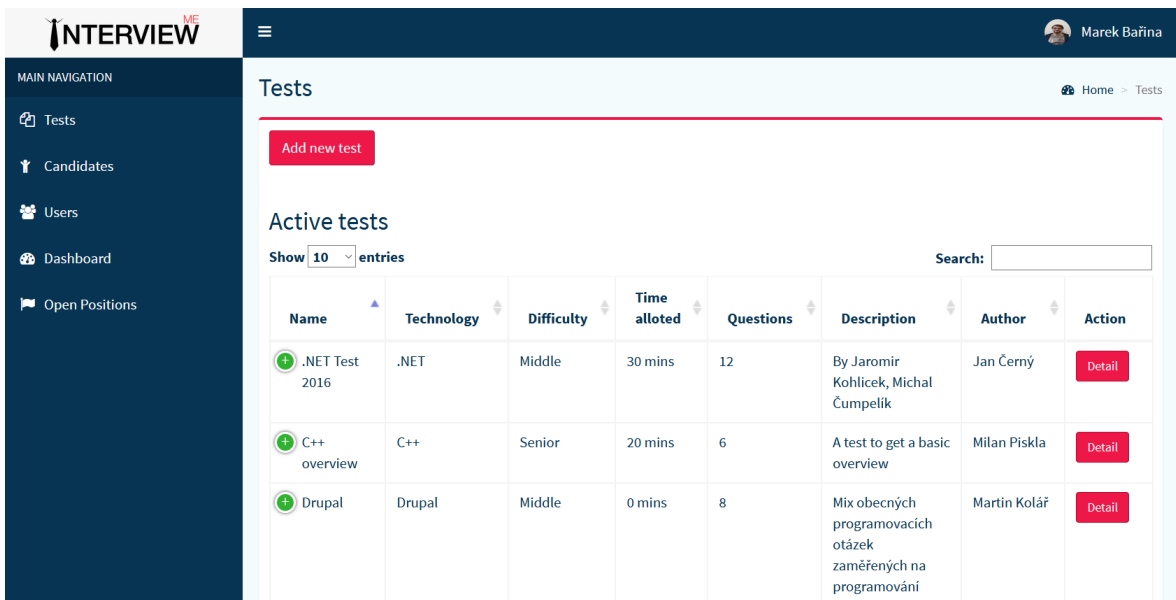 INTERVIEW ME
Marek Bařina
MAIN NAVIGATION
Tests
Candidates
Users
Dashboard
Open Positions
Tests
Home > Tests
Add new test
Active tests
Show 10 entries
Search:
Name Technology Difficulty Time alloted Questions Description Author Action
.NET Test .NET Middle 30 mins 12 By Jaromir Jan Černý Detail
2016 Kohlicek, Michal
Čumpelík
C++ C++ Senior 20 mins 6 A test to get a basic Milan Piskla Detail
overview overview
Drupal Drupal Middle 0 mins 8 Mix obecných Martin Kolář Detail
programovacích
otázek
zaměřených na
programování